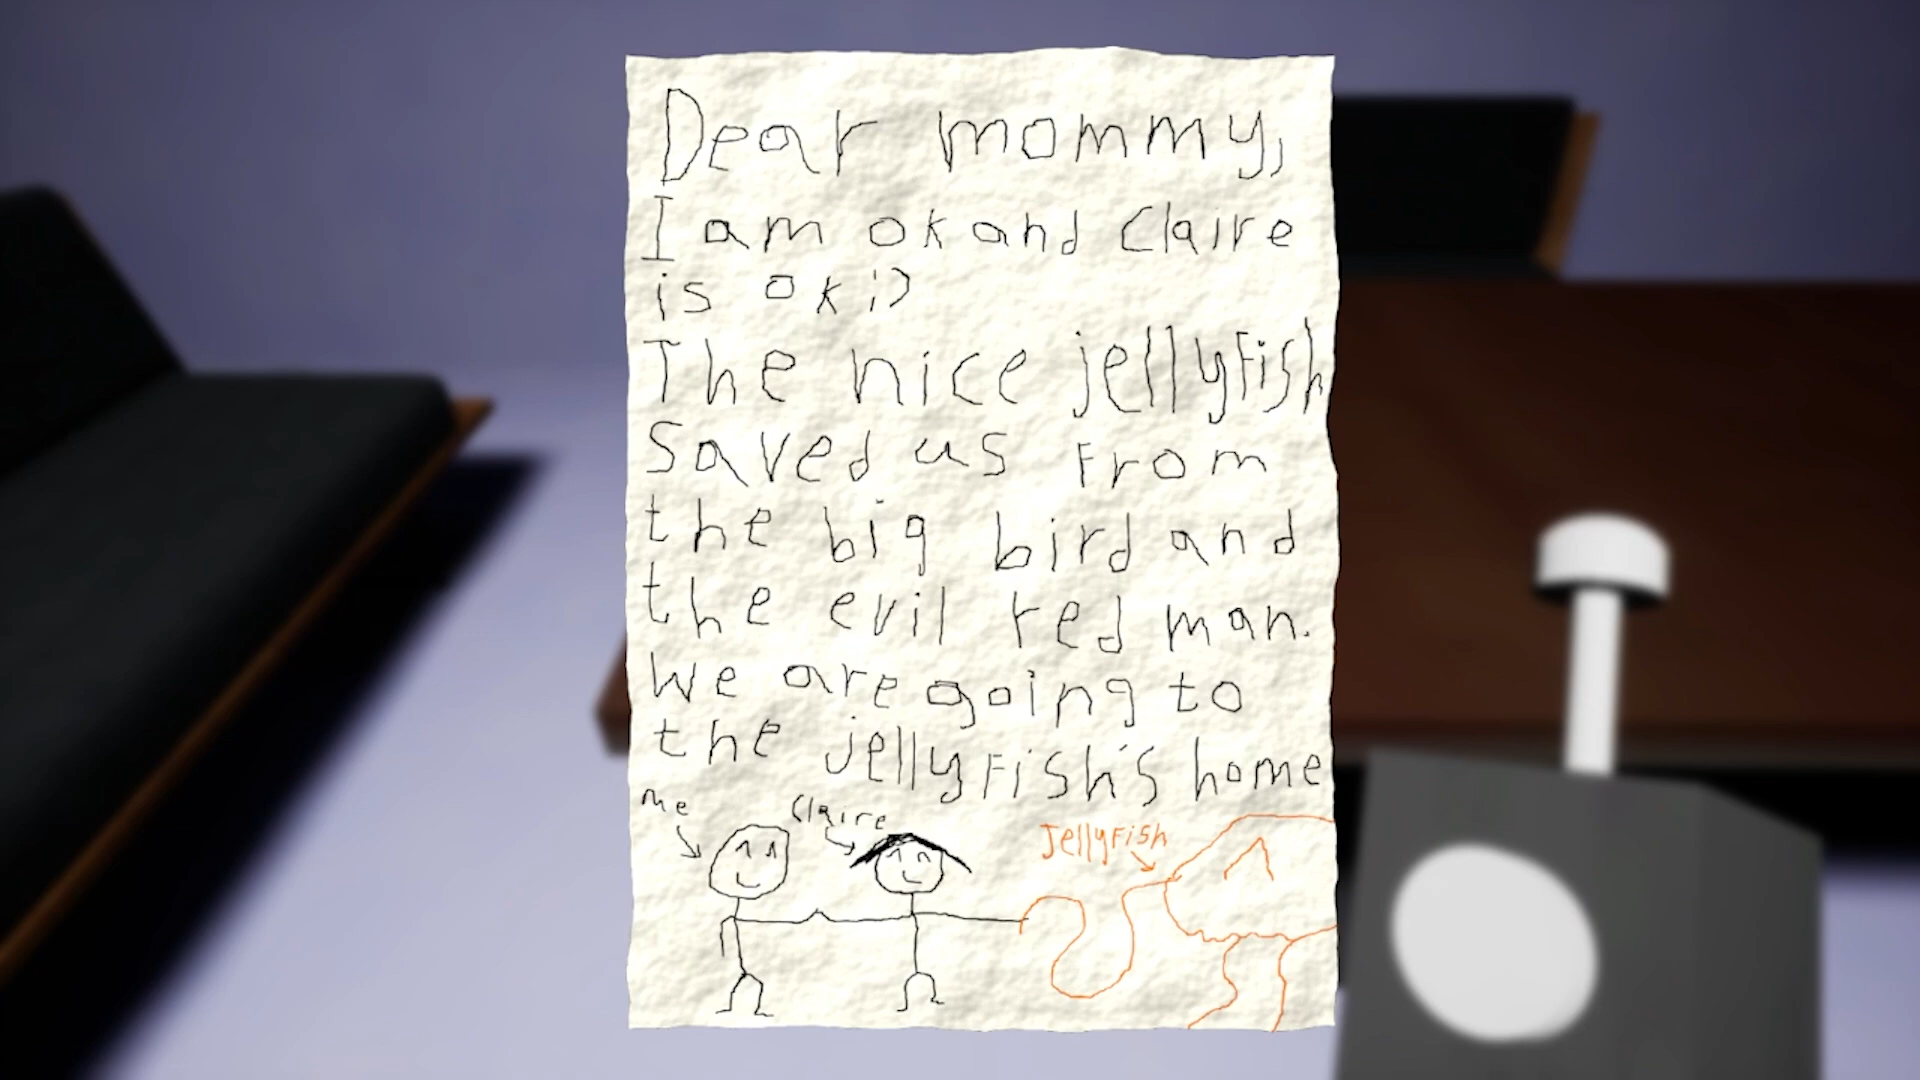 Dear mommy,
I am ok and Claire
is ok :)
The nice jellyfish
Saved us from
the big bird and
the evil red man.
We are going to
the jellyfish's home
Me
Claire
Jellyfish